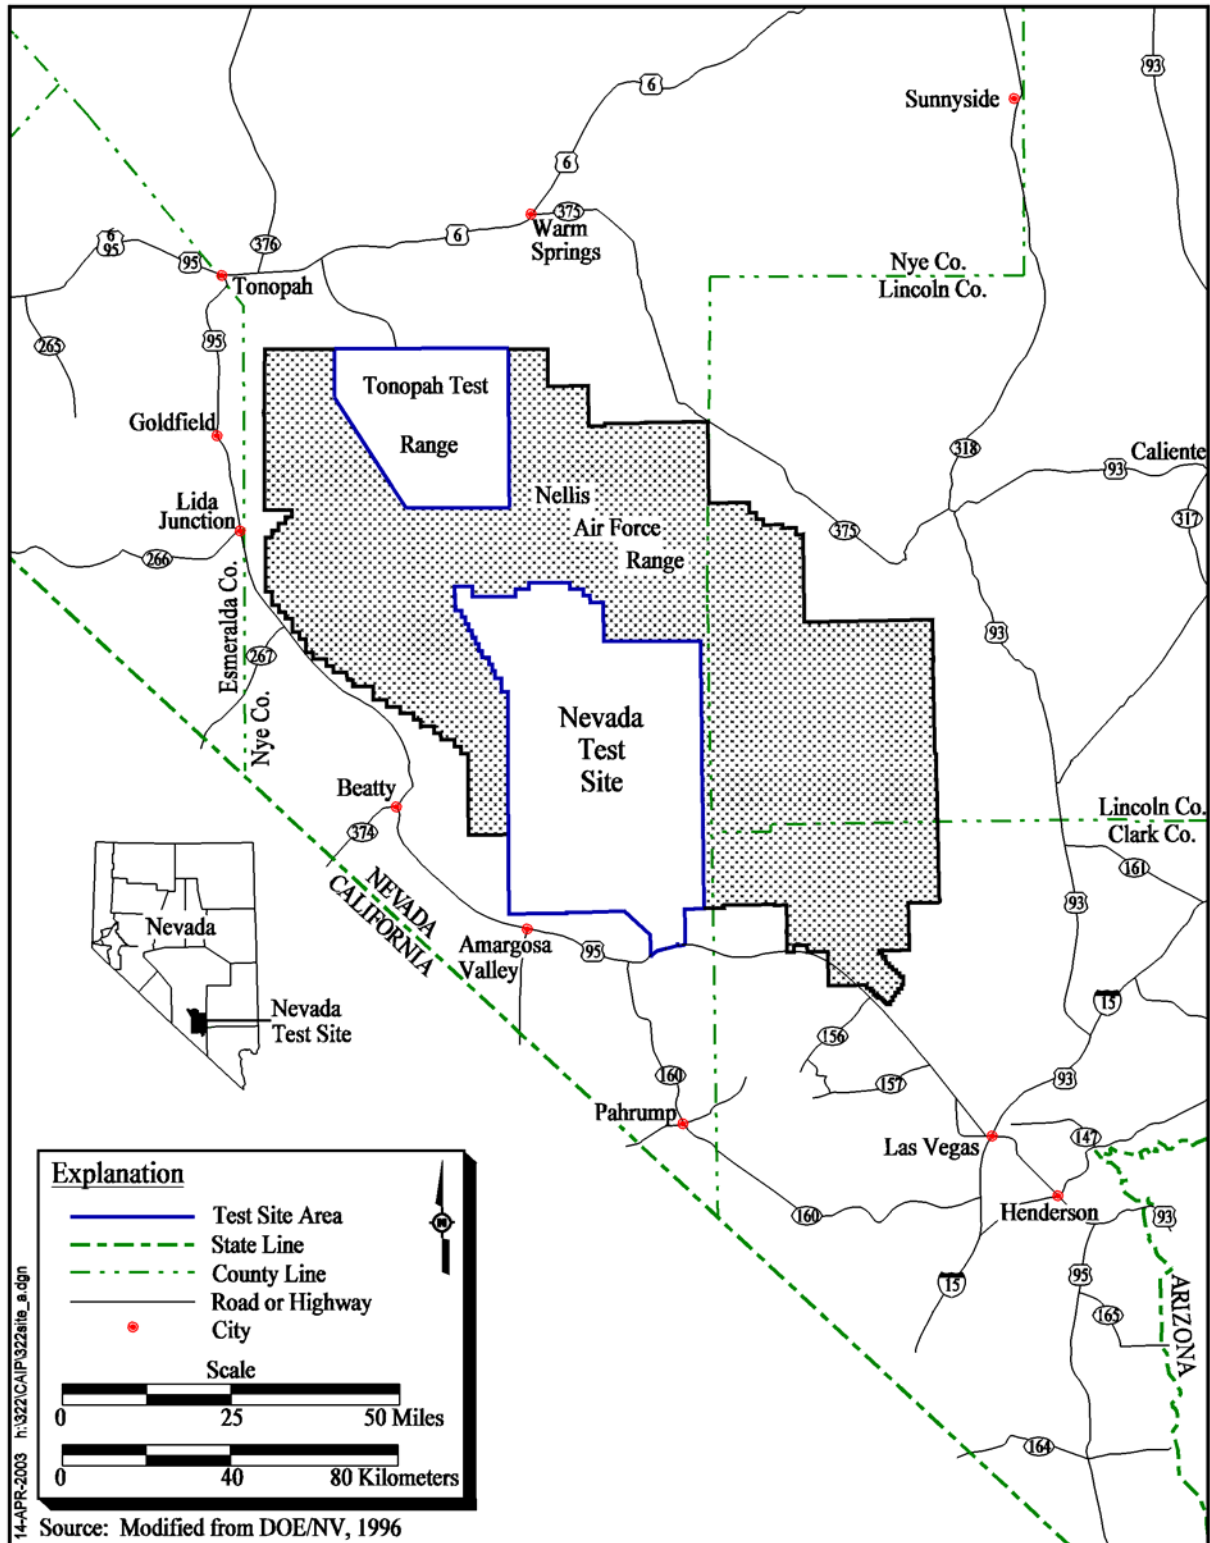 93
6
Sunnyside
6
375
Warm
Springs
6
95
95
376
6
Tonopah
Nye Co.
Lincoln Co.
265
95
Tonopah Test
Range
Goldfield
318
93
Caliente
Nellis
Air Force
Range
Lida
Junction
375
317
266
Esmeralda Co.
Nye Co.
267
93
Nevada
Test
Site
Beatty
374
Lincoln Co.
Clark Co.
161
NEVADA
CALIFORNIA
93
Nevada
Amargosa
Valley
95
15
Nevada
Test Site
156
157
93
160
Pahrump
Las Vegas
147
160
Henderson
93
95
15
165
ARIZONA
164
Explanation
Test Site Area
State Line
County Line
Road or Highway
City
N
Scale
0 25 50 Miles
0 40 80 Kilometers
14-APR-2003 h:\322\CAIP\322site_a.dgn
Source: Modified from DOE/NV, 1996